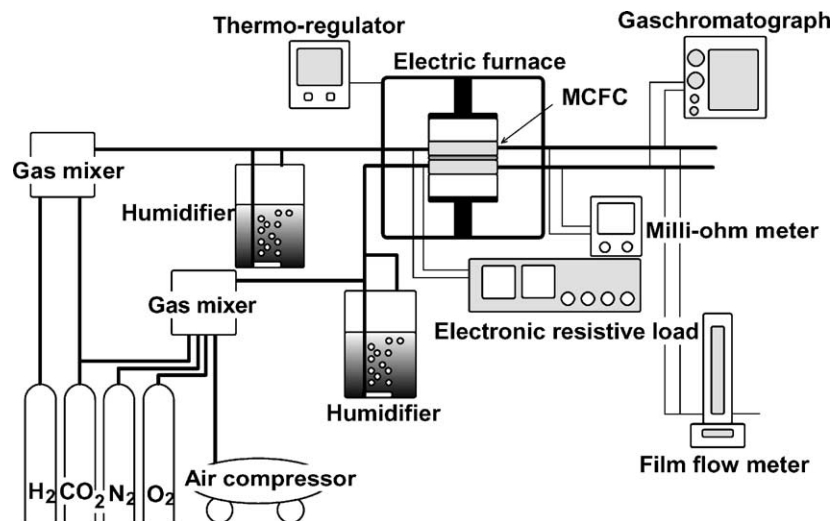 Thermo-regulator
Gaschromatograph
Electric furnace
MCFC
Gas mixer
Humidifier
Milli-ohm meter
Gas mixer
Electronic resistive load
Humidifier
Film flow meter
Air compressor
H2
CO2
N2
O2